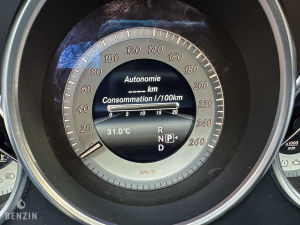 Autonomie
---- km
Consommation l/100km
0 5 10 15 20
31.0°C
R
N P
D
20
40
60
80
100
120
140
160
180
200
220
240
260
km/h
BENZIN